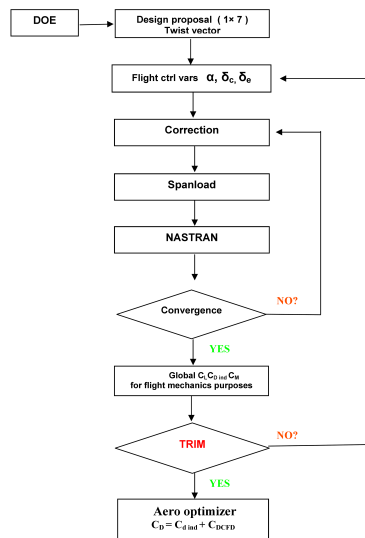 DOE
Design proposal ( 1× 7 )
Twist vector
Flight ctrl vars α, δc, δe
Correction
Spanload
NASTRAN
Convergence
NO?
YES
Global CL CD ind CM
for flight mechanics purposes
TRIM
NO?
YES
Aero optimizer
CD = Cd ind + CDCFD